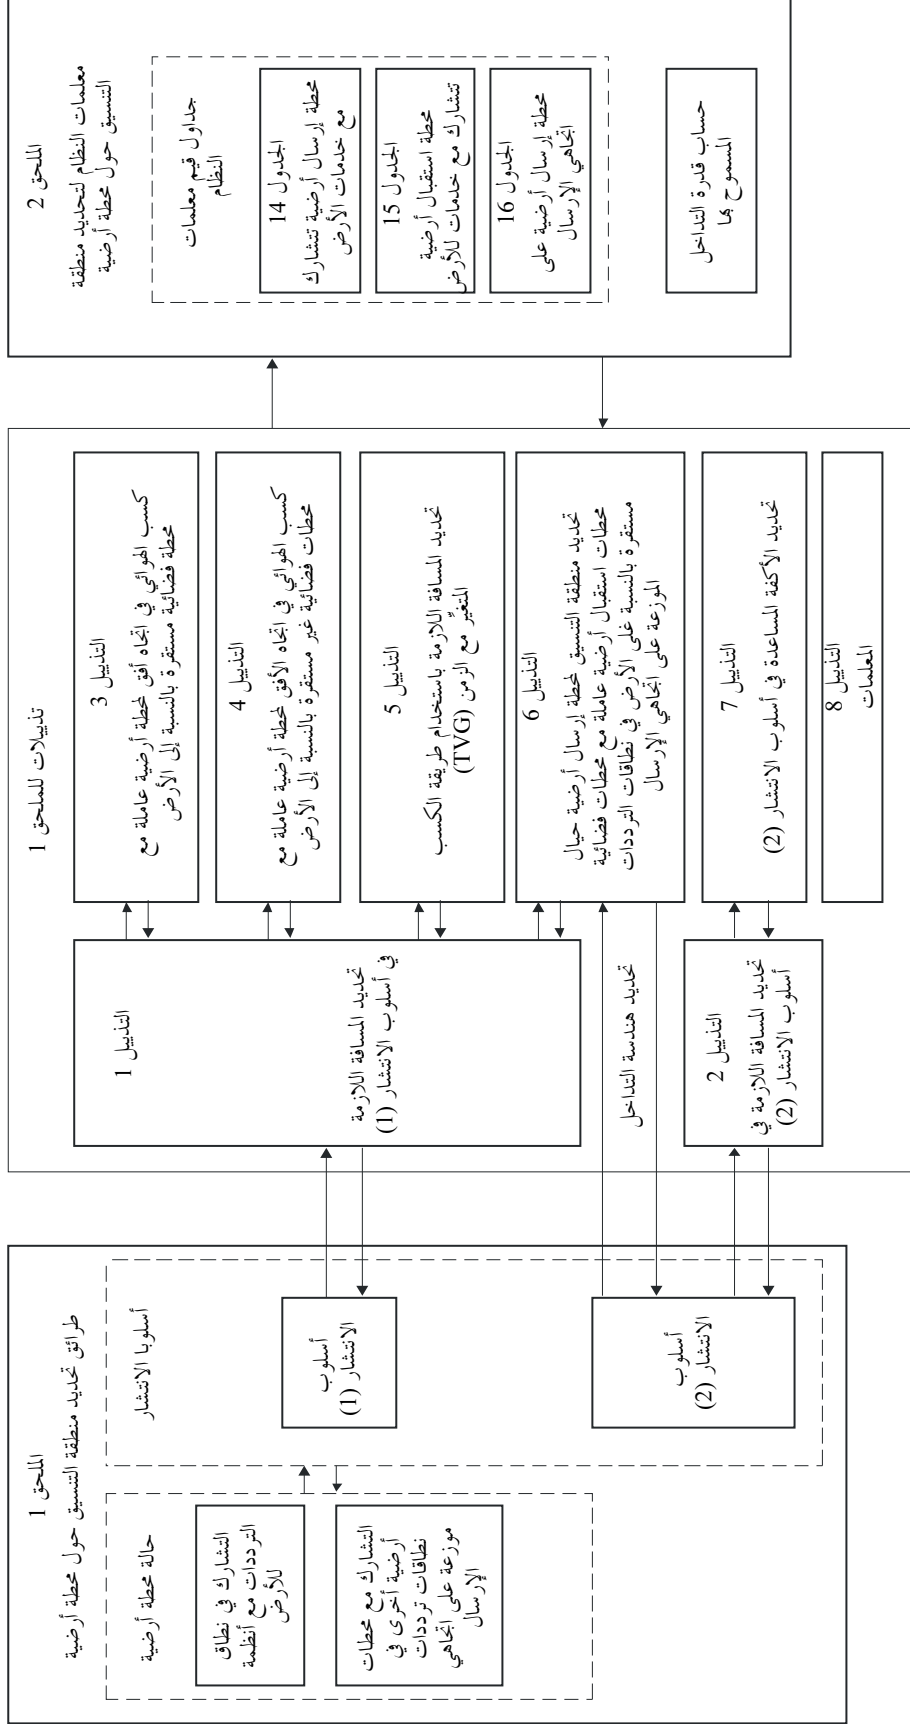 الملحق 1
طرائق تحديد منطقة التنسيق حول محطة أرضية
حالة محطة أرضية
التشارك في نطاق
الترددات مع أنظمة
للأرض
التشارك مع محطات
أرضية أخرى في
نطاقات ترددات
موزعة على اتجاهي
الإرسال
أسلوبا الانتشار
أسلوب
الانتشار (1)
أسلوب
الانتشار (2)
تذييلات للملحق 1
التذييل
1
تحديد المسافة اللازمة
في أسلوب الانتشار (1)
تحديد هندسة التداخل
التذييل
2
تحديد المسافة اللازمة في
أسلوب الانتشار (2)
التذييل
3
كسب الهوائي في اتجاه أفق لمحطة أرضية عاملة مع
محطة فضائية مستقرة بالنسبة إلى الأرض
التذييل
4
كسب الهوائي في اتجاه الأفق لمحطة أرضية عاملة مع
محطات فضائية غير مستقرة بالنسبة إلى الأرض
التذييل
5
تحديد المسافة اللازمة باستخدام طريقة الكسب
المتغيِّر مع الزمن (TVG)
التذييل
6
تحديد منطقة التنسيق لمحطة إرسال أرضية حيال
محطات استقبال أرضية عاملة مع محطات فضائية
مستقرة بالنسبة على الأرض في نطاقات الترددات
الموزعة على اتجاهي الإرسال
التذييل
7
تحديد الأكفة المساعدة في أسلوب الانتشار (2)
التذييل
8
المعلمات
الملحق 2
معلمات النظام لتحديد منطقة
التنسيق حول محطة أرضية
جداول قيم معلمات
النظام
الجدول 14
محطة إرسال أرضية تتشارك
مع خدمات الأرض
الجدول 15
محطة استقبال أرضية
تتشارك مع خدمات للأرض
الجدول 16
محطة إرسال أرضية على
اتجاهي الإرسال
حساب قدرة التداخل
المسموح بها